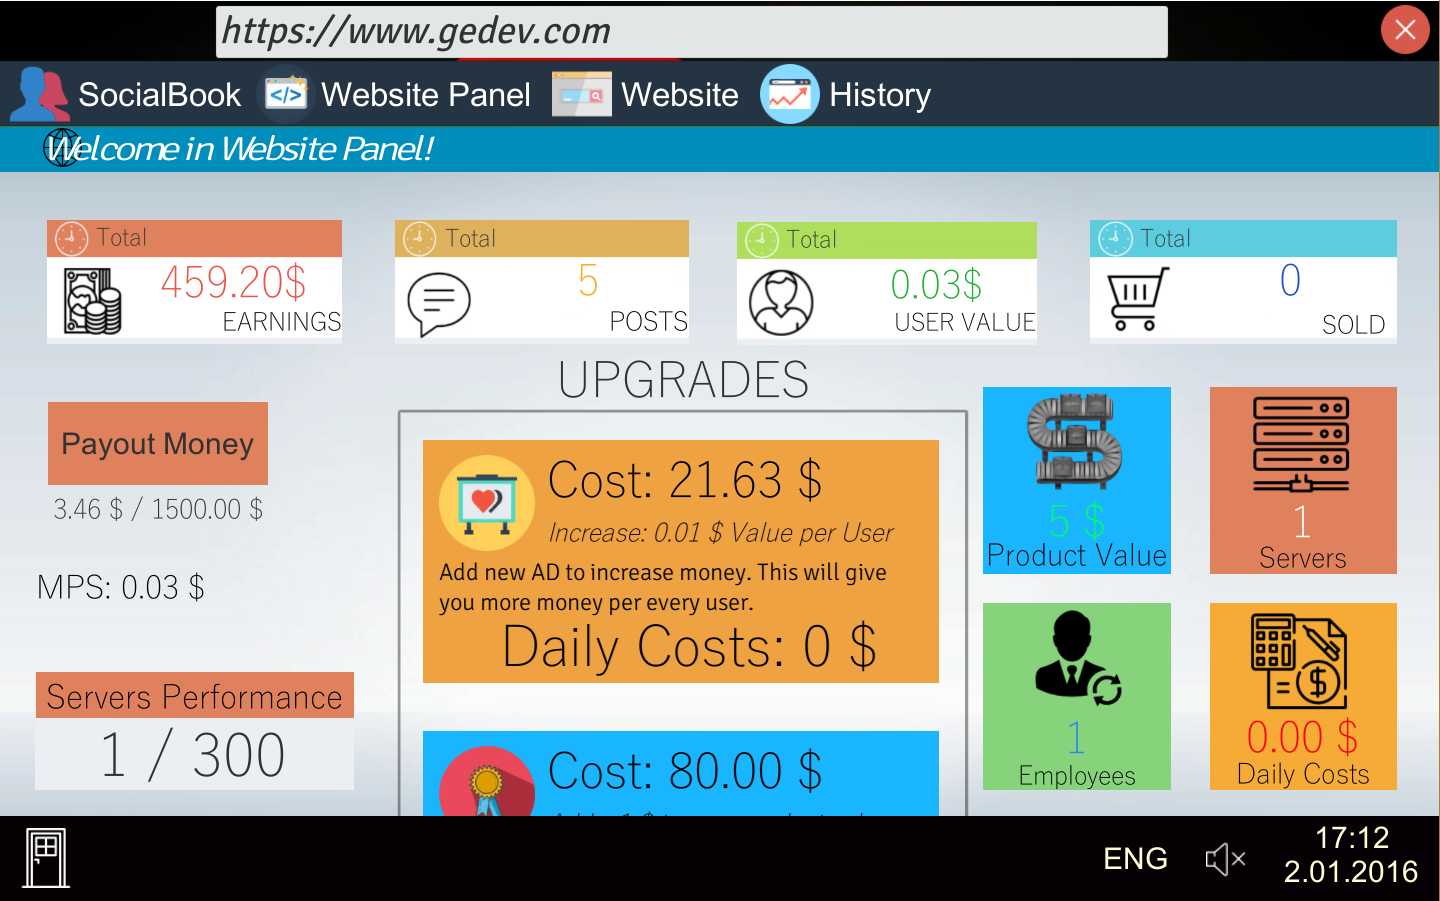 https://www.gedev.com
SocialBook
Website Panel
Website
History
Welcome in Website Panel!
Total
459.20$
EARNINGS
Total
5
POSTS
Total
0.03$
USER VALUE
Total
0
SOLD
UPGRADES
Payout Money
3.46 $ / 1500.00 $
MPS: 0.03 $
Servers Performance
1 / 300
Cost: 21.63 $
Increase: 0.01 $ Value per User
Add new AD to increase money. This will give
you more money per every user.
Daily Costs: 0 $
Cost: 80.00 $
5 $
Product Value
1
Servers
1
Employees
0.00 $
Daily Costs
ENG
17:12
2.01.2016